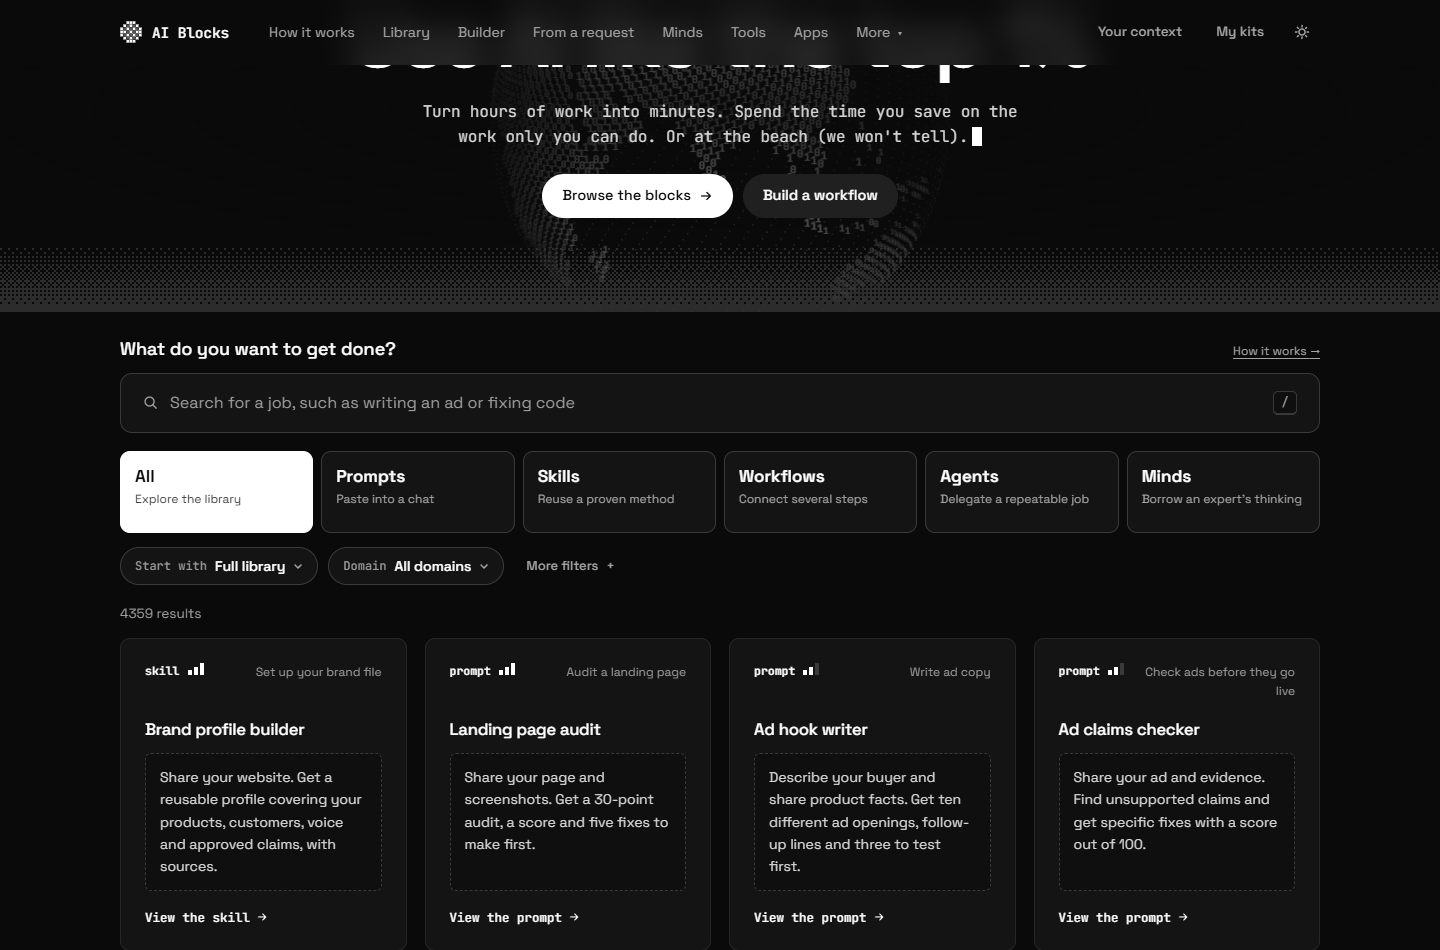 AI Blocks How it works Library Builder From a request Minds Tools Apps More Your context My kits
Turn hours of work into minutes. Spend the time you save on the
work only you can do. Or at the beach (we won't tell).
Browse the blocks → Build a workflow
What do you want to get done? How it works →
Search for a job, such as writing an ad or fixing code /
All Prompts Skills Workflows Agents Minds
Explore the library Paste into a chat Reuse a proven method Connect several steps Delegate a repeatable job Borrow an expert's thinking
Start with Full library Domain All domains More filters +
4359 results
skill Set up your brand file
Brand profile builder
Share your website. Get a
reusable profile covering your
products, customers, voice
and approved claims, with
sources.
View the skill →
prompt Audit a landing page
Landing page audit
Share your page and
screenshots. Get a 30-point
audit, a score and five fixes to
make first.
View the prompt →
prompt Write ad copy
Ad hook writer
Describe your buyer and
share product facts. Get ten
different ad openings, follow-
up lines and three to test
first.
View the prompt →
prompt Check ads before they go
live
Ad claims checker
Share your ad and evidence.
Find unsupported claims and
get specific fixes with a score
out of 100.
View the prompt →